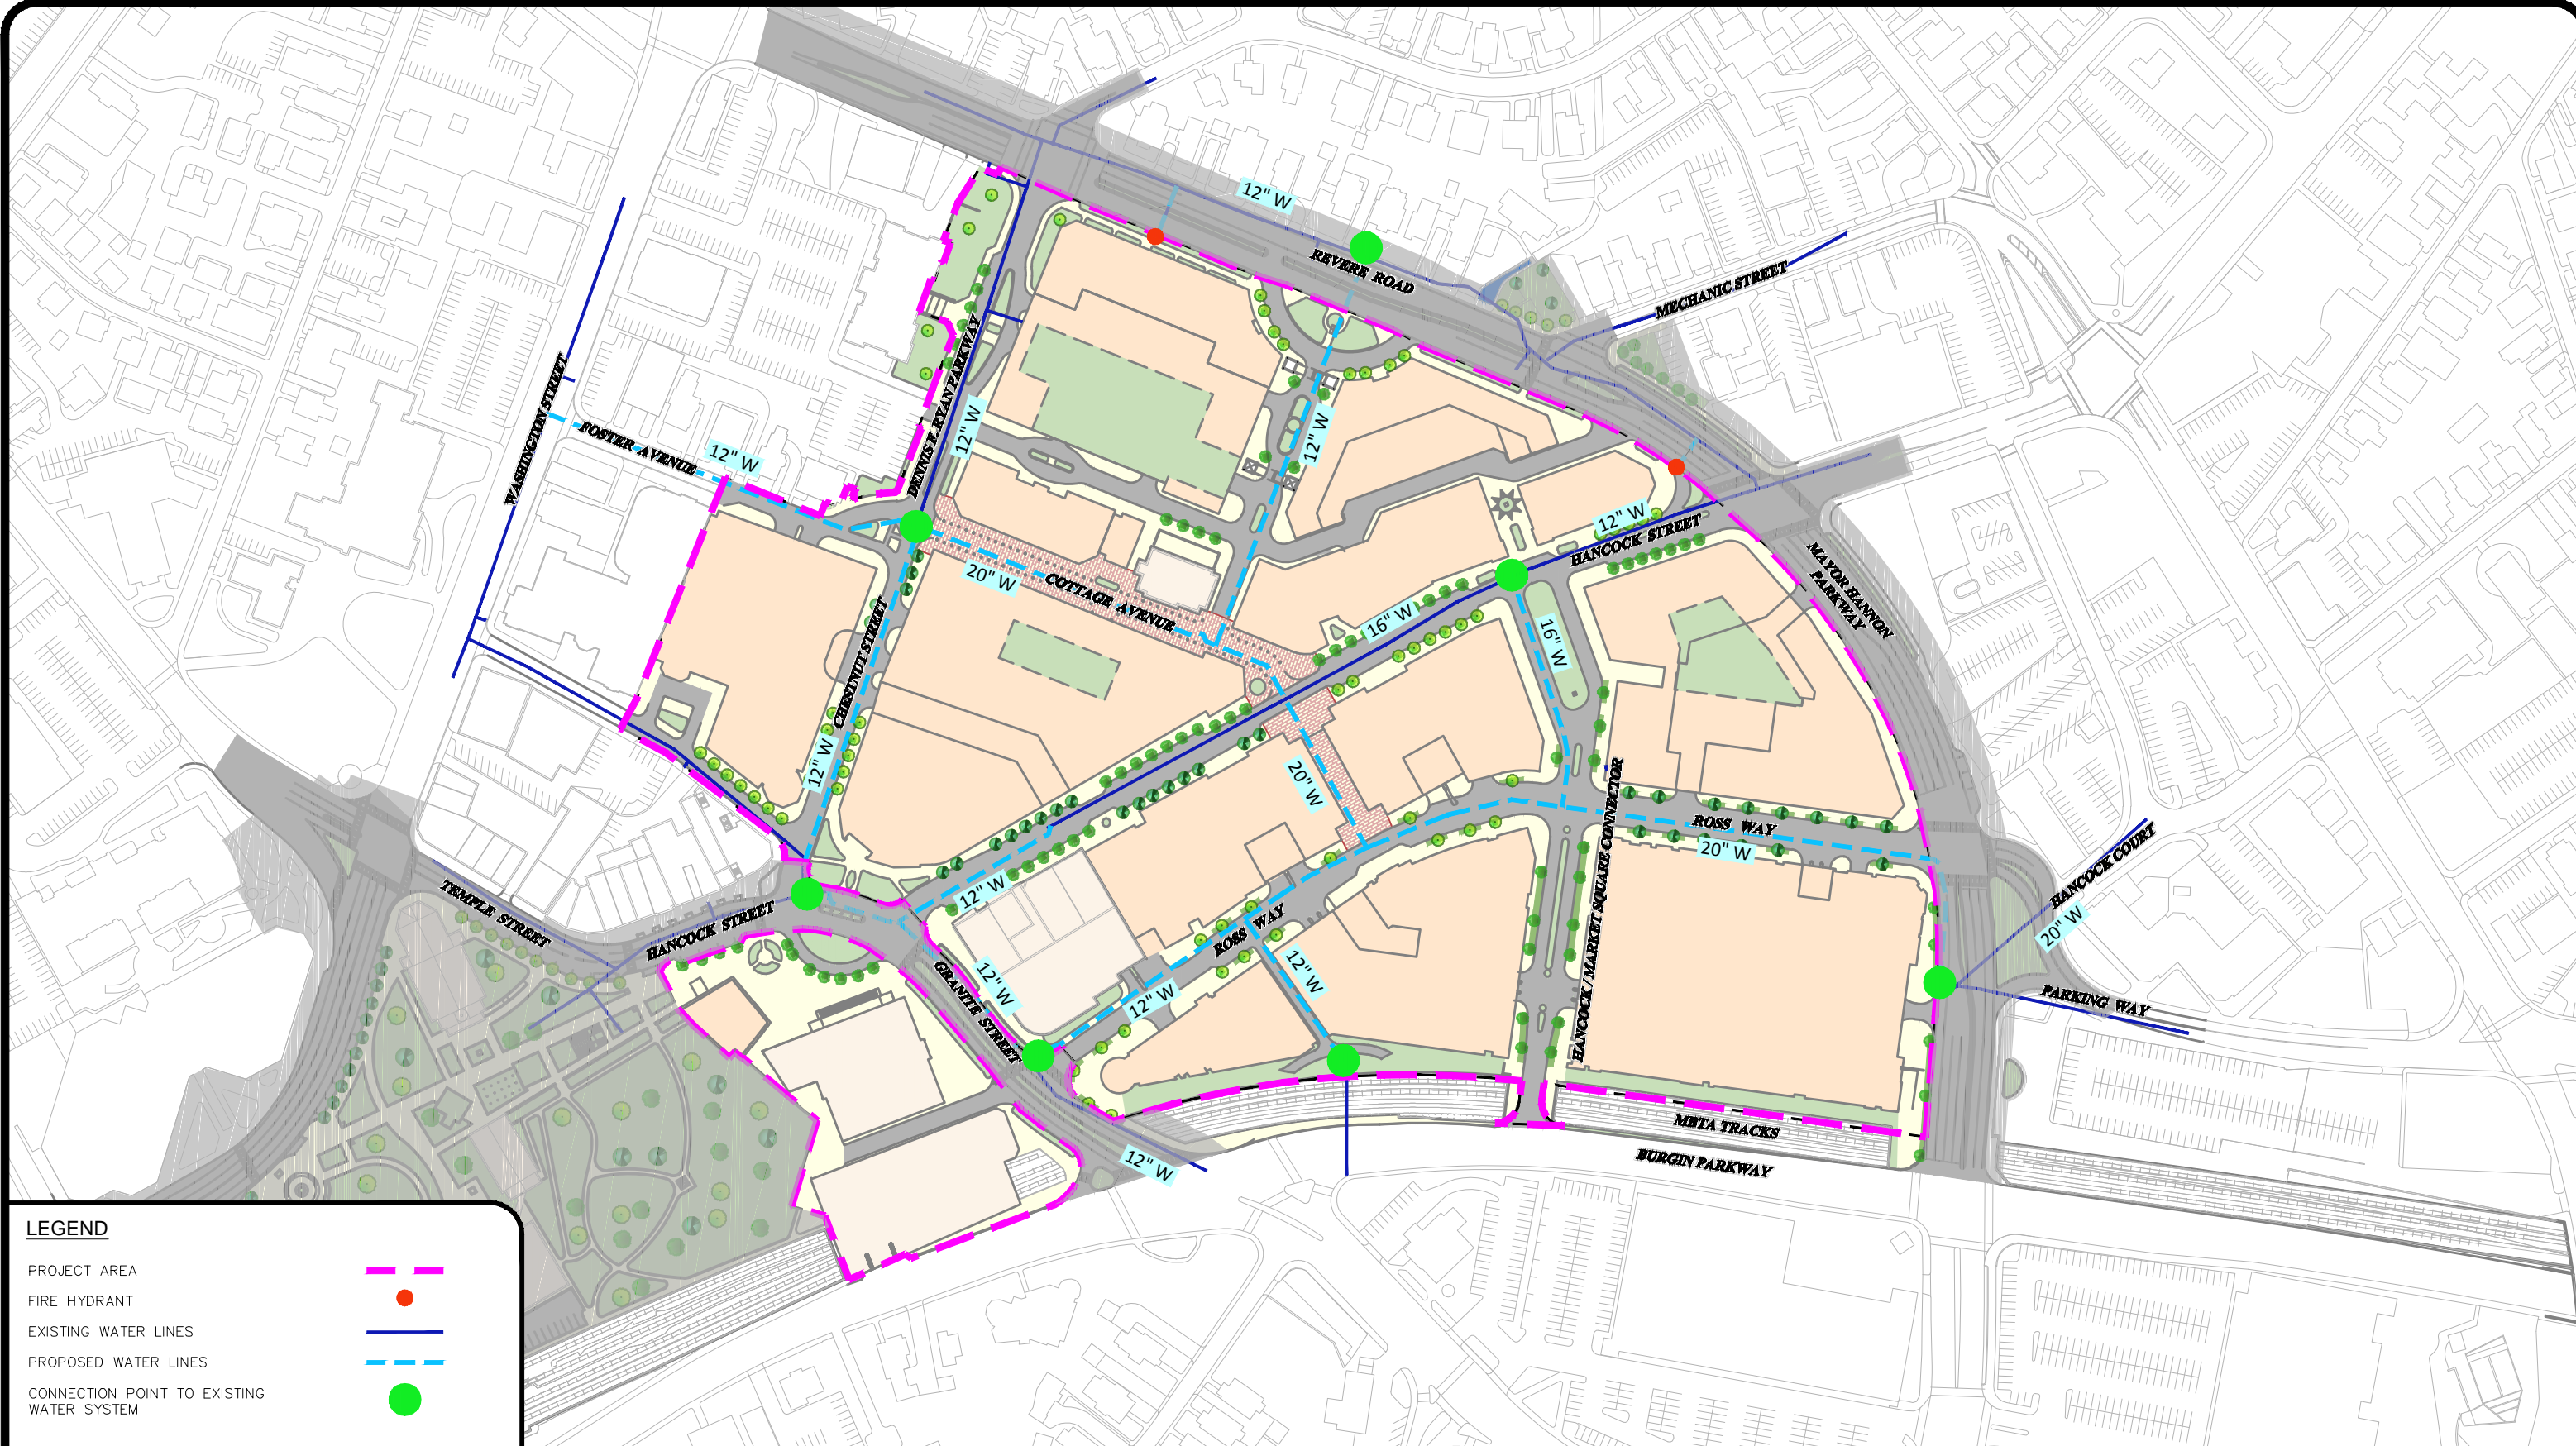 12" W
REVERE ROAD
MECHANIC STREET
DENNIS F. RYAN PARKWAY
WASHINGTON STREET
FOSTER AVENUE
12" W
12" W
12" W
12" W
HANCOCK STREET
MAYOR HANNON
PARKWAY
20" W
COTTAGE AVENUE
16" W
16" W
CHESTNUT STREET
12" W
20" W
HANCOCK / MARKET SQUARE CONNECTOR
ROSS WAY
20" W
HANCOCK COURT
20" W
TEMPLE STREET
HANCOCK STREET
12" W
ROSS WAY
12" W
GRANITE STREET
12" W
12" W
PARKING WAY
MBTA TRACKS
BURGIN PARKWAY
12" W
LEGEND
PROJECT AREA
FIRE HYDRANT
EXISTING WATER LINES
PROPOSED WATER LINES
CONNECTION POINT TO EXISTING
WATER SYSTEM